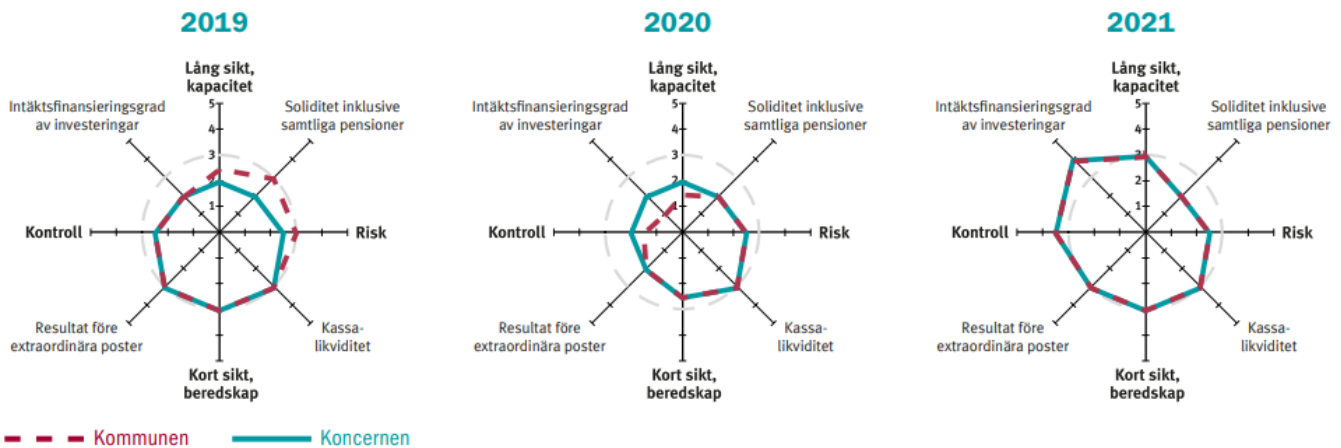 2019
Lång sikt,
kapacitet
Intäktsfinansieringsgrad
av investeringar
Soliditet inklusive
samtliga pensioner
5
4
3
2
1
Kontroll
Risk
Resultat före
extraordinära poster
Kassa-
likviditet
Kort sikt,
beredskap
2020
Lång sikt,
kapacitet
Intäktsfinansieringsgrad
av investeringar
Soliditet inklusive
samtliga pensioner
5
4
3
2
1
Kontroll
Risk
Resultat före
extraordinära poster
Kassa-
likviditet
Kort sikt,
beredskap
2021
Lång sikt,
kapacitet
Intäktsfinansieringsgrad
av investeringar
Soliditet inklusive
samtliga pensioner
5
4
3
2
1
Kontroll
Risk
Resultat före
extraordinära poster
Kassa-
likviditet
Kort sikt,
beredskap
Kommunen
Koncernen